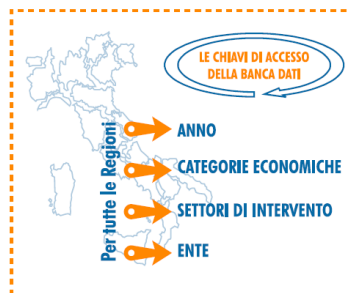 LE CHIAVI DI ACCESSO
DELLA BANCA DATI
Per tutte le Regioni
ANNO
CATEGORIE ECONOMICHE
SETTORI DI INTERVENTO
ENTE